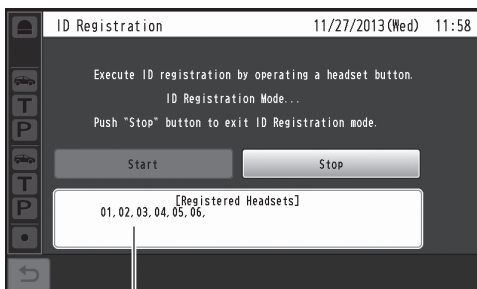 ID Registration 11/27/2013(Wed) 11:58
Execute ID registration by operating a headset button.
ID Registration Mode...
Push "Stop" button to exit ID Registration mode.
Start Stop
[Registered Headsets]
01,02,03,04,05,06,
T
P
T
P